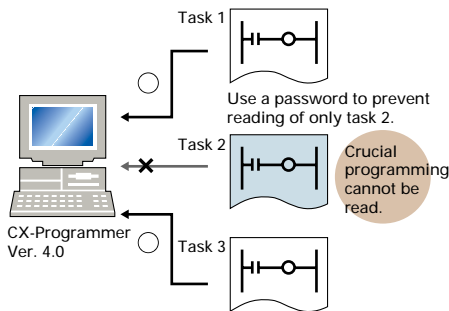 Task 1
Use a password to prevent
reading of only task 2.
Task 2
Crucial
programming
cannot be
read.
CX-Programmer
Ver. 4.0
Task 3